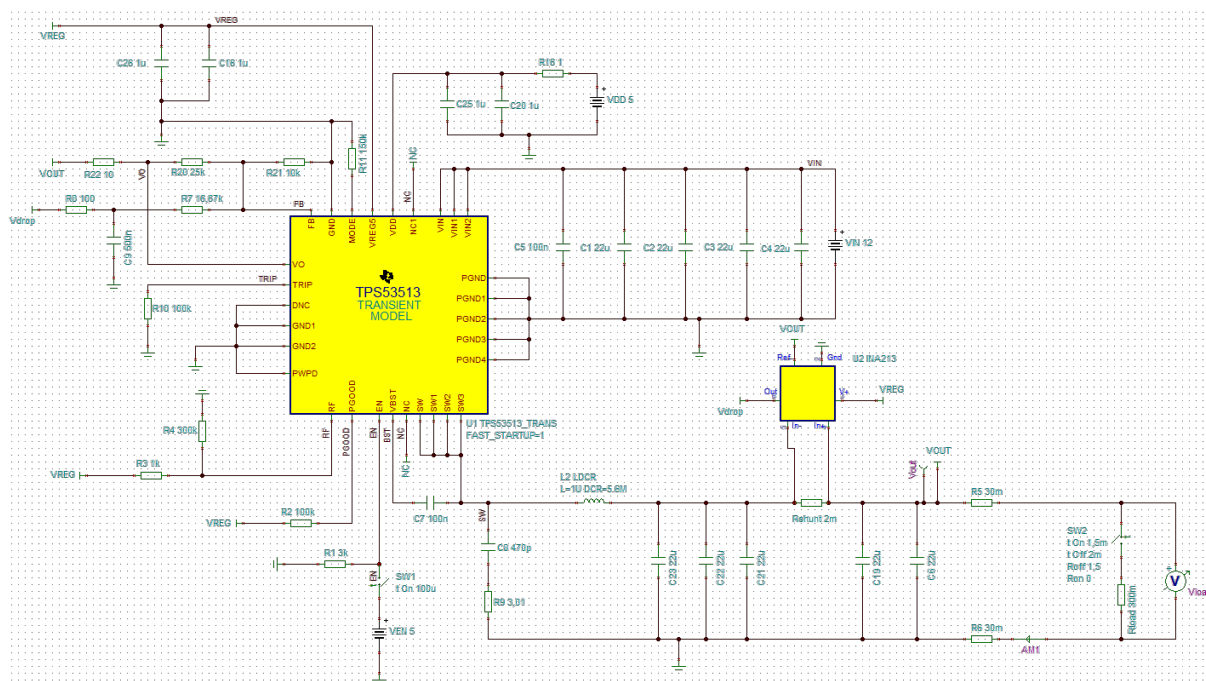 VREG
VREG
C26 1u
C16 1u
R16 1
C25 1u
C20 1u
VDD 5
R11 150k
NC
VOUT
R22 10
VO
R20 25k
R21 10k
VIN
Vdrop
R8 100
R7 16,67k
FB
C9 500n
FB
GND
MODE
VREG5
VDD
NC1
VIN
VIN1
VIN2
C5 100n
C1 22u
C2 22u
C3 22u
C4 22u
VIN 12
VO
TRIP
TRIP
DNC
GND1
GND2
PWPD
R10 100k
TPS53513
TRANSIENT
MODEL
PGND
PGND1
PGND2
PGND3
PGND4
VOUT
Ref
Gnd
U2 INA213
Out
V+
Vdrop
VREG
In-
In+
RF
PGOOD
EN
VBST
NC
SW
SW1
SW2
SW3
U1 TPS53513_TRANS
FAST_STARTUP=1
R4 300k
RF
PGOOD
EN
BST
NC
NC
VREG
R3 1k
VREG
R2 100k
C7 100n
SW
L2 LDCR
L=1U DCR=5.6M
Rshunt 2m
Vout
VOUT
R5 30m
C8 470p
R9 3,01
C23 22u
C22 22u
C21 22u
C19 22u
C6 22u
SW2
t On 1,5m
t Off 2m
Roff 1,5
Ron 0
Rload 300m
V
Vloa
R1 3k
EN
SW1
t On 100u
VEN 5
R6 30m
AM1